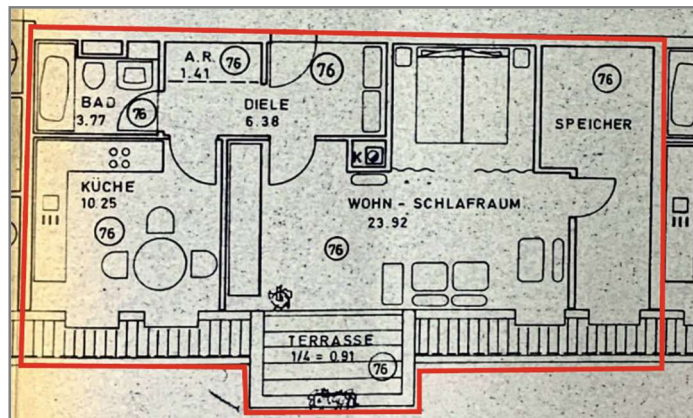 A.R. 76
1.41
76
BAD
3.77
76
DIELE
6.38
76
SPEICHER
KÜCHE
10.25
76
K
WOHN - SCHLAFRAUM
23.92
76
TERRASSE
1/4 = 0.91
76